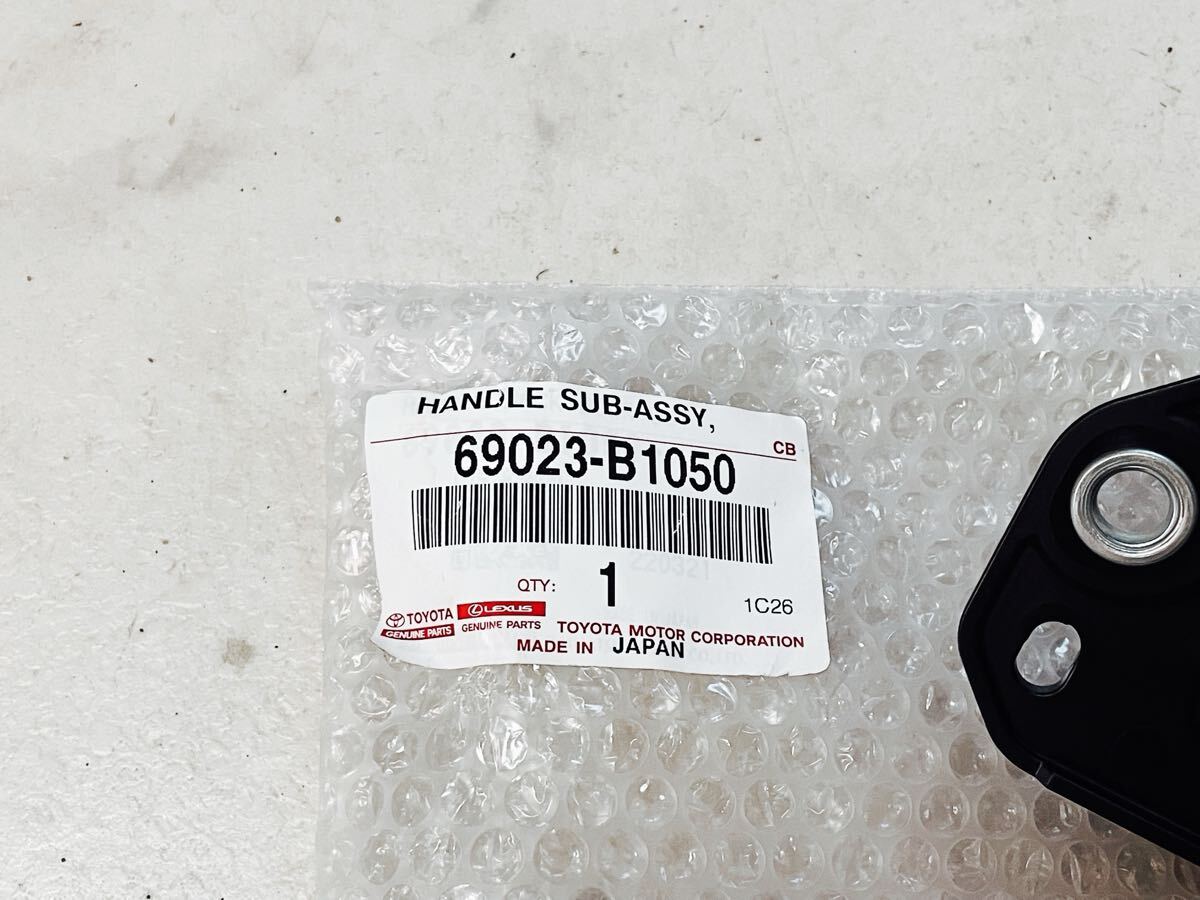 HANDLE SUB-ASSY,
CB
69023-B1050
QTY: 1
1C26
TOYOTA LEXUS
GENUINE PARTS GENUINE PARTS
TOYOTA MOTOR CORPORATION
MADE IN JAPAN
220321